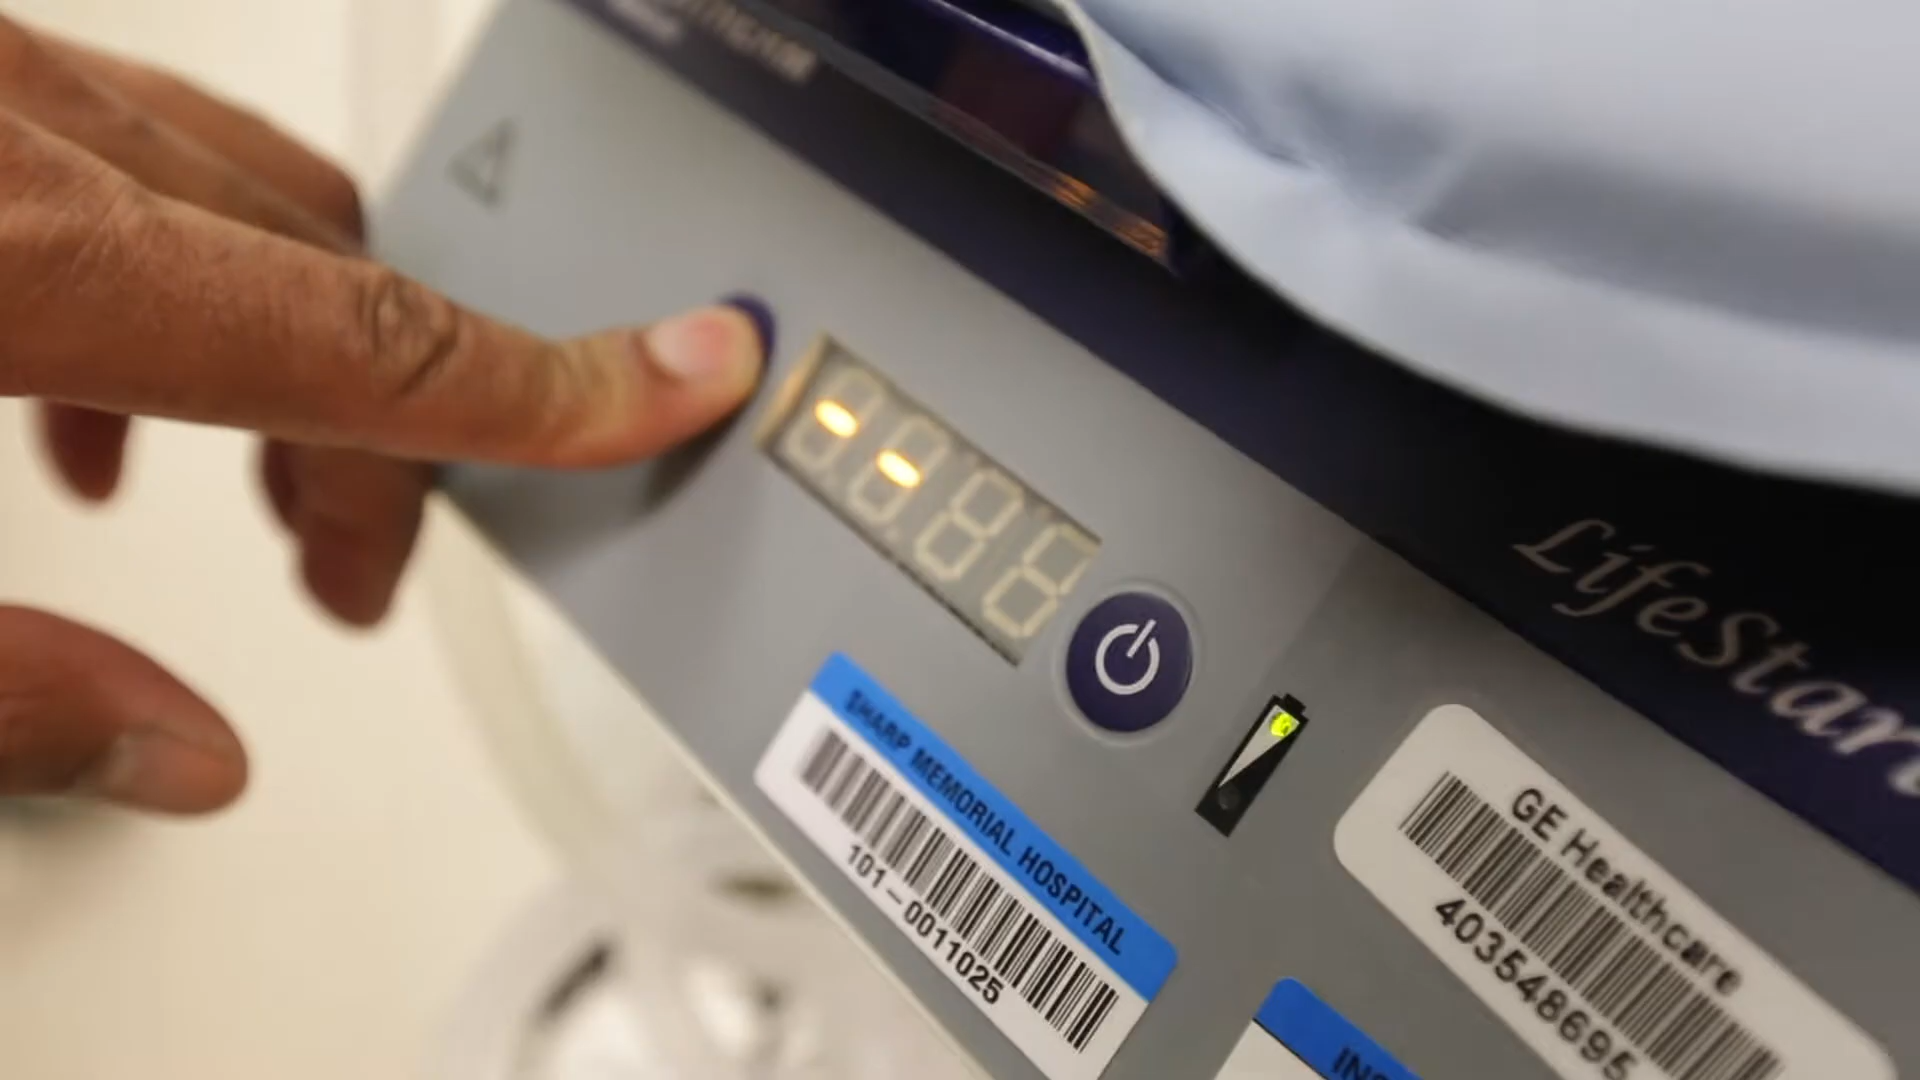 LifeStart
SHARP MEMORIAL HOSPITAL
101-0011025
GE Healthcare
403548695